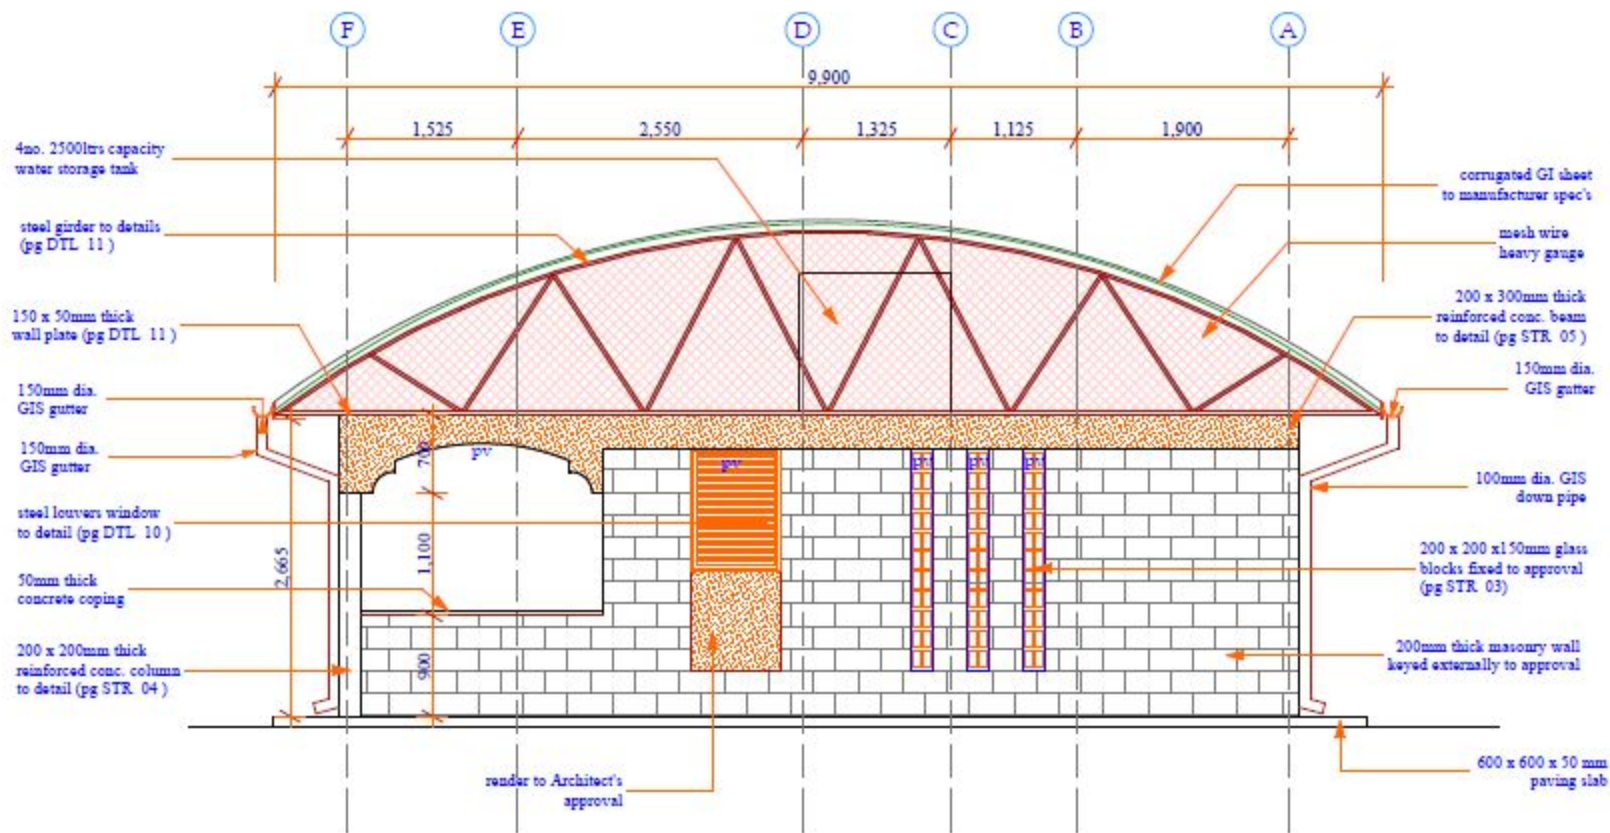 F E D C B A
9,900
1,525 2,550 1,325 1,125 1,900
4no. 2500ltrs capacity
water storage tank
steel girder to details
(pg DTL 11 )
150 x 50mm thick
wall plate (pg DTL 11 )
150mm dia.
GIS gutter
150mm dia.
GIS gutter
steel louvers window
to detail (pg DTL 10 )
50mm thick
concrete coping
200 x 200mm thick
reinforced conc. column
to detail (pg STR 04 )
2,665
700
1,100
900
pv
pv
pv
pv
pv
render to Architect's
approval
corrugated GI sheet
to manufacturer spec's
mesh wire
heavy gauge
200 x 300mm thick
reinforced conc. beam
to detail (pg STR 05 )
150mm dia.
GIS gutter
100mm dia. GIS
down pipe
200 x 200 x150mm glass
blocks fixed to approval
(pg STR 03)
200mm thick masonry wall
keyed externally to approval
600 x 600 x 50 mm
paving slab